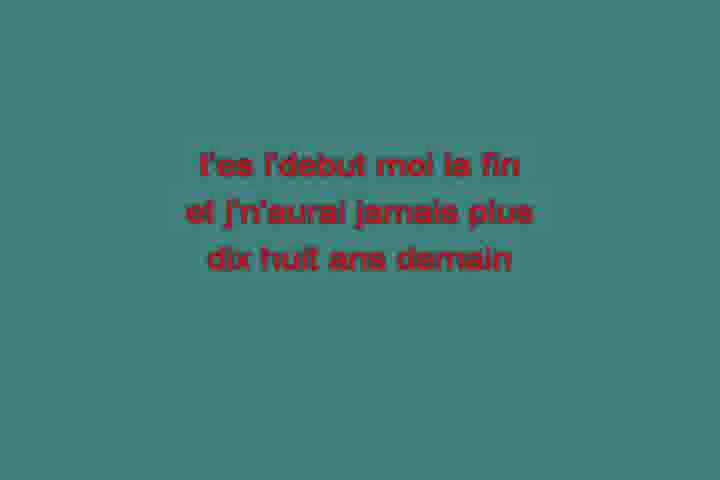 t'es l'debut moi la fin
et j'n'aurai jamais plus
dix huit ans demain